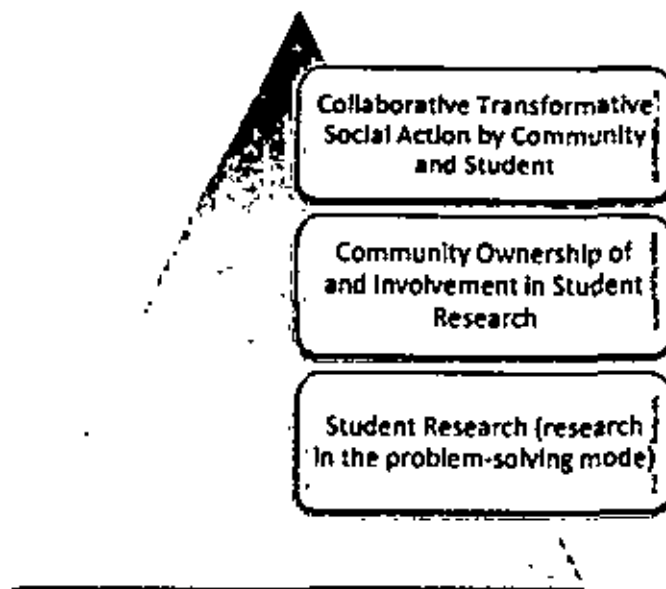 Collaborative Transformative
Social Action by Community
and Student
Community Ownership of
and Involvement in Student
Research
Student Research (research
in the problem-solving mode)